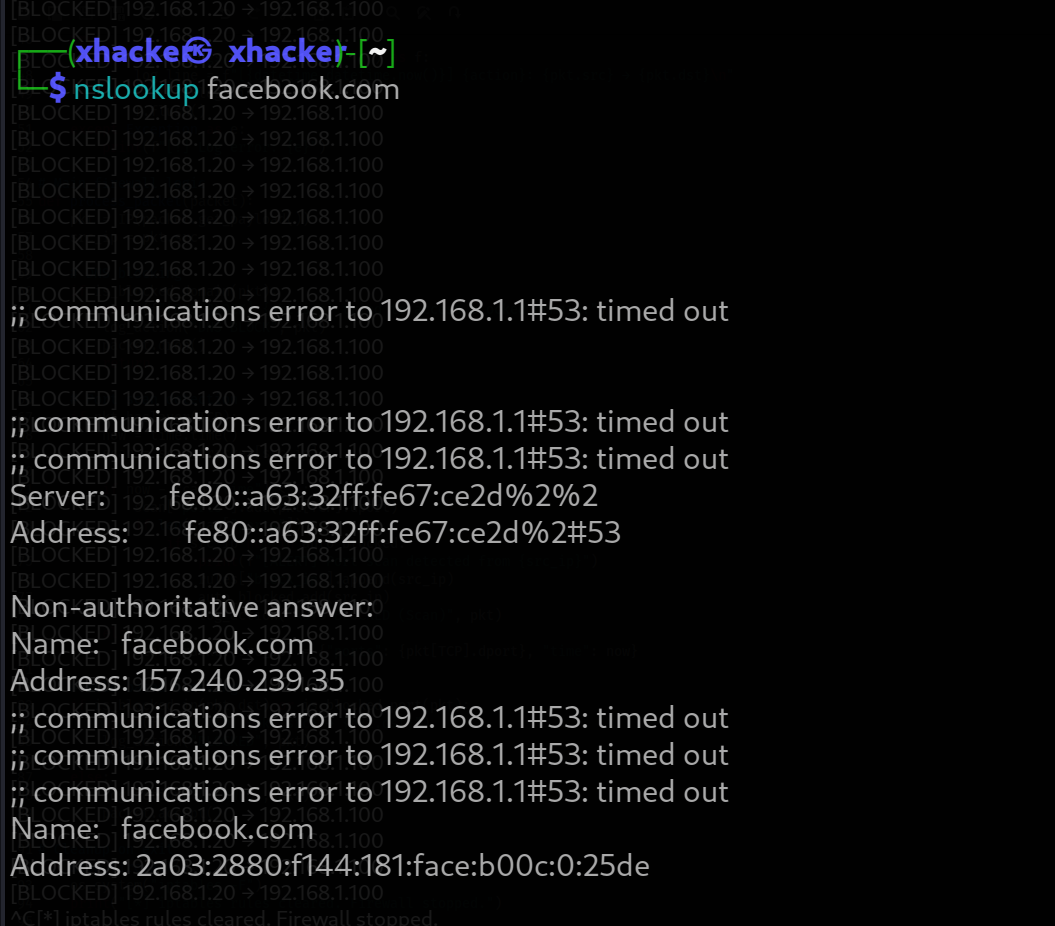 [BLOCKED] 192.168.1.20 → 192.168.1.100
┌──(xhacker㉿ xhacker)-[~]
└─$ nslookup facebook.com
[BLOCKED] 192.168.1.20 → 192.168.1.100
[BLOCKED] 192.168.1.20 → 192.168.1.100
[BLOCKED] 192.168.1.20 → 192.168.1.100
[BLOCKED] 192.168.1.20 → 192.168.1.100
[BLOCKED] 192.168.1.20 → 192.168.1.100
[BLOCKED] 192.168.1.20 → 192.168.1.100
[BLOCKED] 192.168.1.20 → 192.168.1.100
[BLOCKED] 192.168.1.20 → 192.168.1.100
;; communications error to 192.168.1.1#53: timed out
[BLOCKED] 192.168.1.20 → 192.168.1.100
[BLOCKED] 192.168.1.20 → 192.168.1.100
[BLOCKED] 192.168.1.20 → 192.168.1.100
;; communications error to 192.168.1.1#53: timed out
;; communications error to 192.168.1.1#53: timed out
Server: fe80::a63:32ff:fe67:ce2d%2%2
Address: fe80::a63:32ff:fe67:ce2d%2#53
[BLOCKED] 192.168.1.20 → 192.168.1.100
[BLOCKED] 192.168.1.20 → 192.168.1.100
Non-authoritative answer:
Name: facebook.com
Address: 157.240.239.35
;; communications error to 192.168.1.1#53: timed out
;; communications error to 192.168.1.1#53: timed out
;; communications error to 192.168.1.1#53: timed out
Name: facebook.com
Address: 2a03:2880:f144:181:face:b00c:0:25de
[BLOCKED] 192.168.1.20 → 192.168.1.100
^C[*] iptables rules cleared. Firewall stopped.